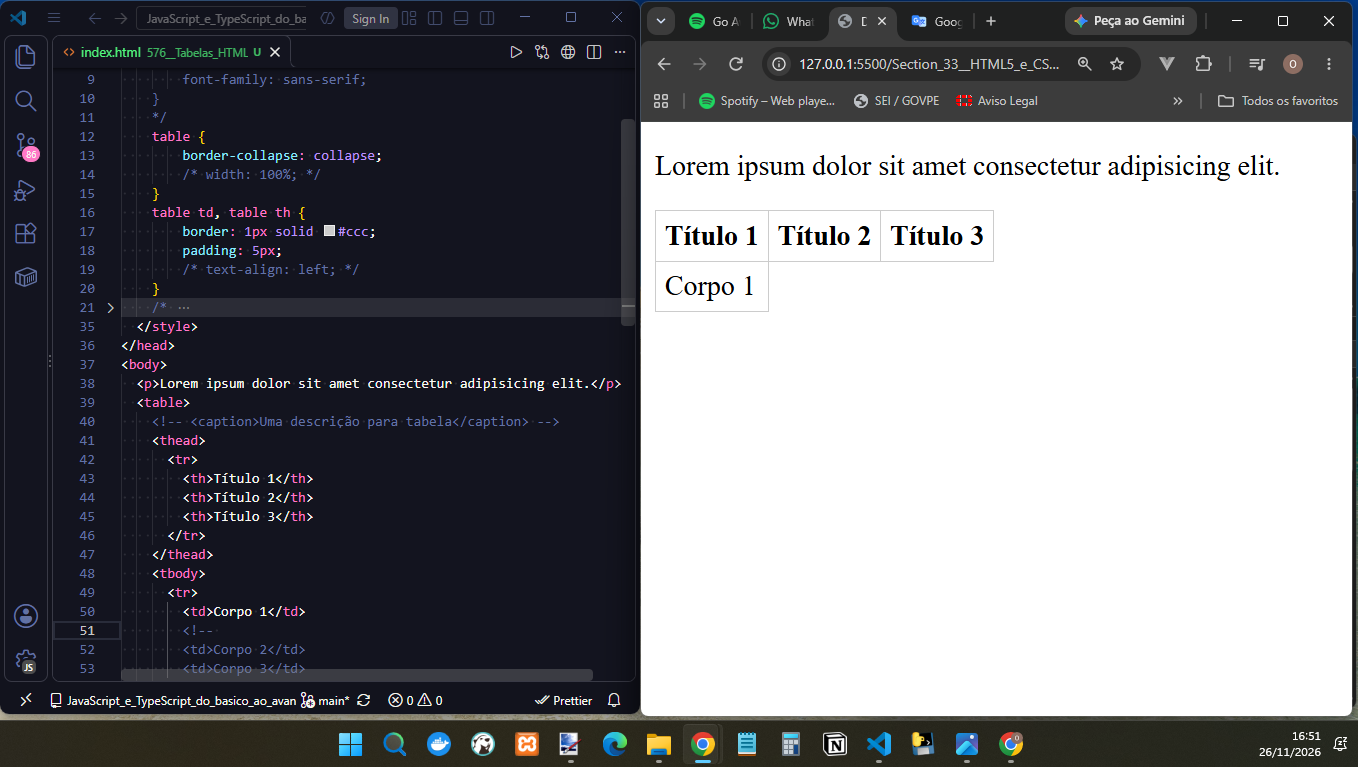 JavaScript_e_TypeScript_do_ba
Sign In
index.html 576__Tabelas_HTML U
9 font-family: sans-serif;
10 }
11 */
12 table {
13 border-collapse: collapse;
14 /* width: 100%; */
15 }
16 table td, table th {
17 border: 1px solid #ccc;
18 padding: 5px;
19 /* text-align: left; */
20 }
21 /* ...
35 </style>
36 </head>
37 <body>
38 <p>Lorem ipsum dolor sit amet consectetur adipisicing elit.</p>
39 <table>
40 <!-- <caption>Uma descrição para tabela</caption> -->
41 <thead>
42 <tr>
43 <th>Título 1</th>
44 <th>Título 2</th>
45 <th>Título 3</th>
46 </tr>
47 </thead>
48 <tbody>
49 <tr>
50 <td>Corpo 1</td>
51 <!--
52 <td>Corpo 2</td>
53 <td>Corpo 3</td>
86
JS
JavaScript_e_TypeScript_do_basico_ao_avan main* 0 0 Prettier
Go A What D Goog Peça ao Gemini
127.0.0.1:5500/Section_33__HTML5_e_CS... O
Spotify – Web playe... SEI / GOVPE Aviso Legal » Todos os favoritos
Lorem ipsum dolor sit amet consectetur adipisicing elit.
Título 1 Título 2 Título 3
Corpo 1
16:51
26/11/2026